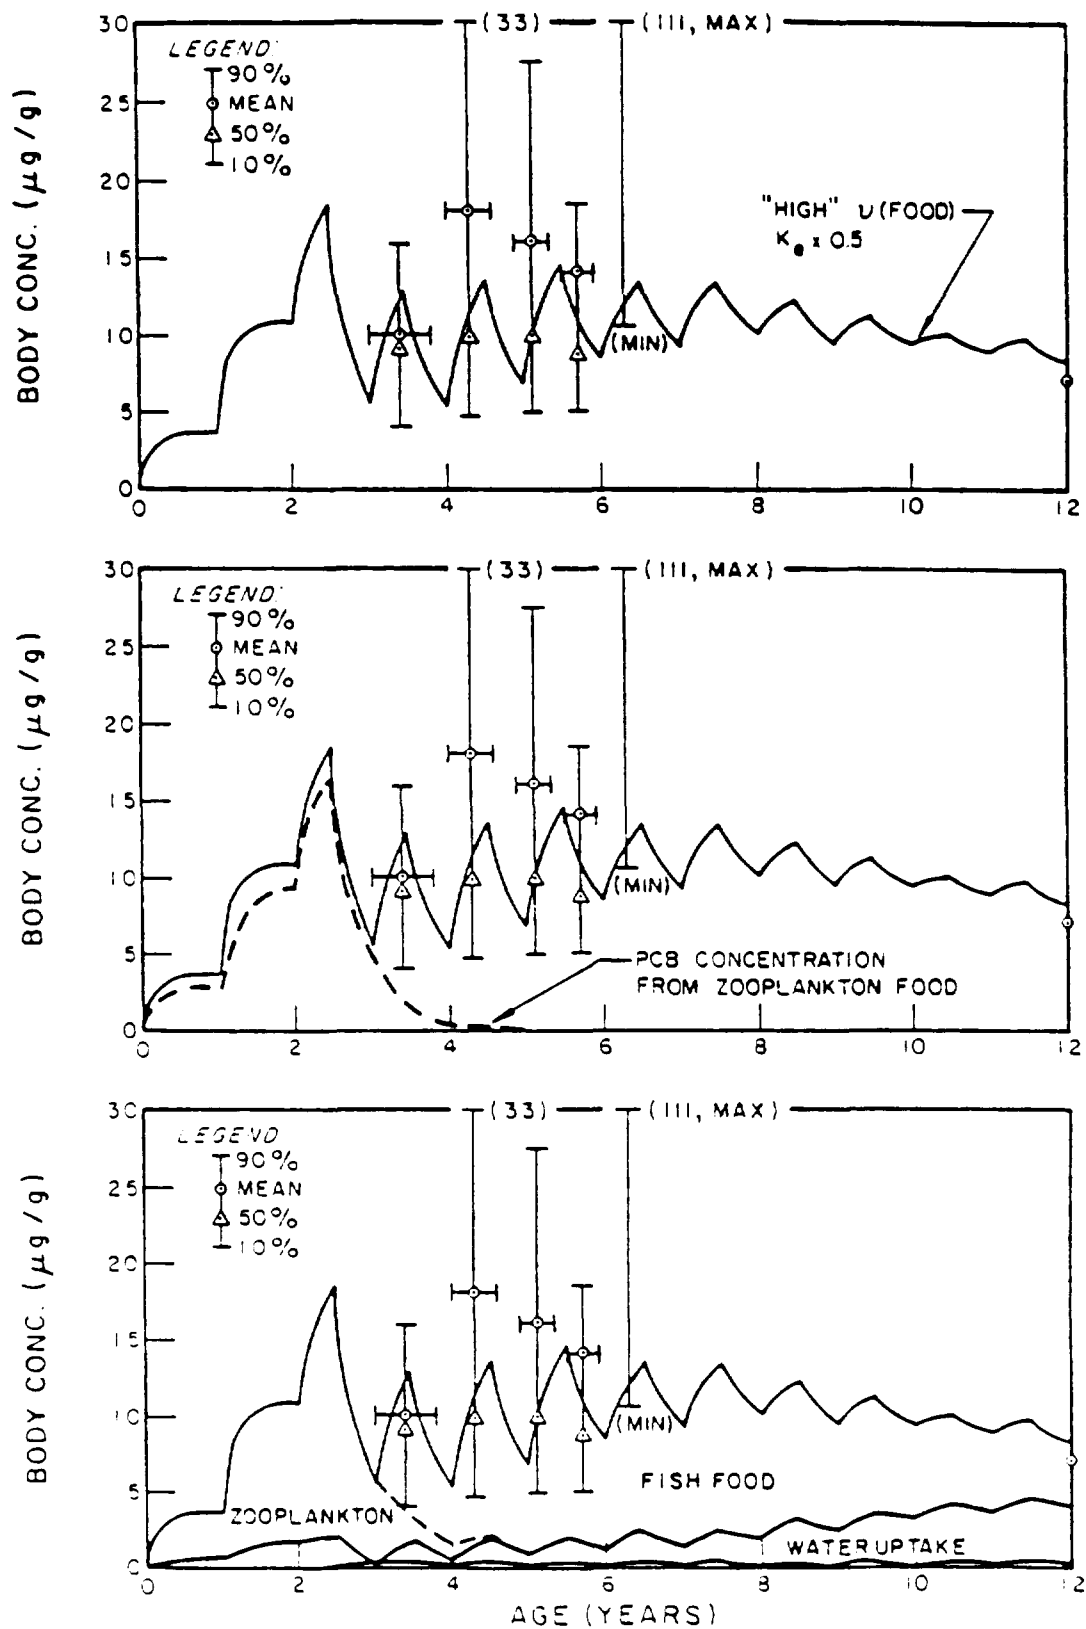 (33) (111, MAX)
30
LEGEND:
90%
MEAN
50%
10%
25
20
15
10
5
0
BODY CONC. (µg/g)
"HIGH" υ (FOOD)
Ke x 0.5
(MIN)
0 2 4 6 8 10 12
(33) (111, MAX)
30
LEGEND:
90%
MEAN
50%
10%
25
20
15
10
5
0
BODY CONC. (µg/g)
(MIN)
PCB CONCENTRATION
FROM ZOOPLANKTON FOOD
0 2 4 6 8 10 12
(33) (111, MAX)
30
LEGEND
90%
MEAN
50%
10%
25
20
15
10
5
0
BODY CONC. (µg/g)
(MIN)
FISH FOOD
ZOOPLANKTON
WATER UPTAKE
0 2 4 6 8 10 12
AGE (YEARS)